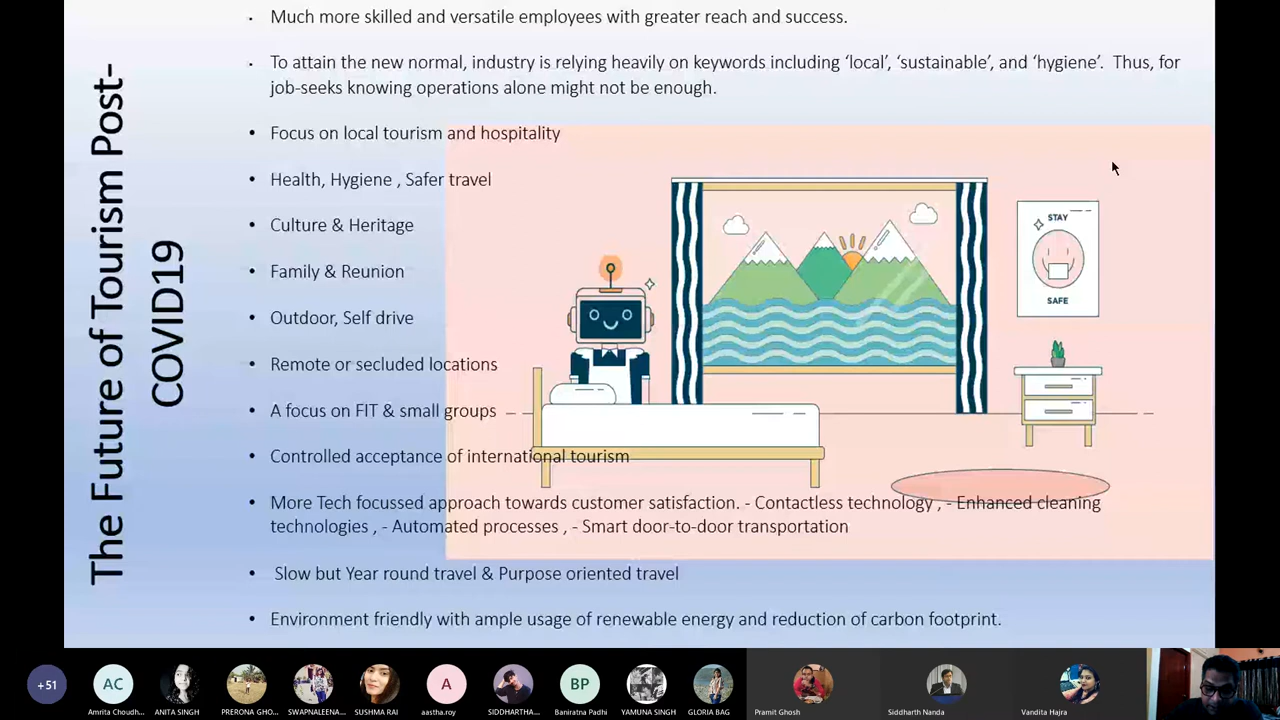 The Future of Tourism Post-
COVID19
Much more skilled and versatile employees with greater reach and success.
To attain the new normal, industry is relying heavily on keywords including ‘local’, ‘sustainable’, and ‘hygiene’.  Thus, for
job-seeks knowing operations alone might not be enough.
Focus on local tourism and hospitality
Health, Hygiene , Safer travel
Culture & Heritage
Family & Reunion
Outdoor, Self drive
Remote or secluded locations
A focus on FIT & small groups
Controlled acceptance of international tourism
More Tech focussed approach towards customer satisfaction. - Contactless technology , - Enhanced cleaning
technologies , - Automated processes , - Smart door-to-door transportation
Slow but Year round travel & Purpose oriented travel
Environment friendly with ample usage of renewable energy and reduction of carbon footprint.
STAY
SAFE
+51
AC
A
BP
Amrita Choudh...
ANITA SINGH
PRERONA GHO...
SWAPNALEENA...
SUSHMA RAI
aastha.roy
SIDDHARTHA...
Baniratna Padhi
YAMUNA SINGH
GLORIA BAG
Pramit Ghosh
Siddharth Nanda
Vandita Hajra